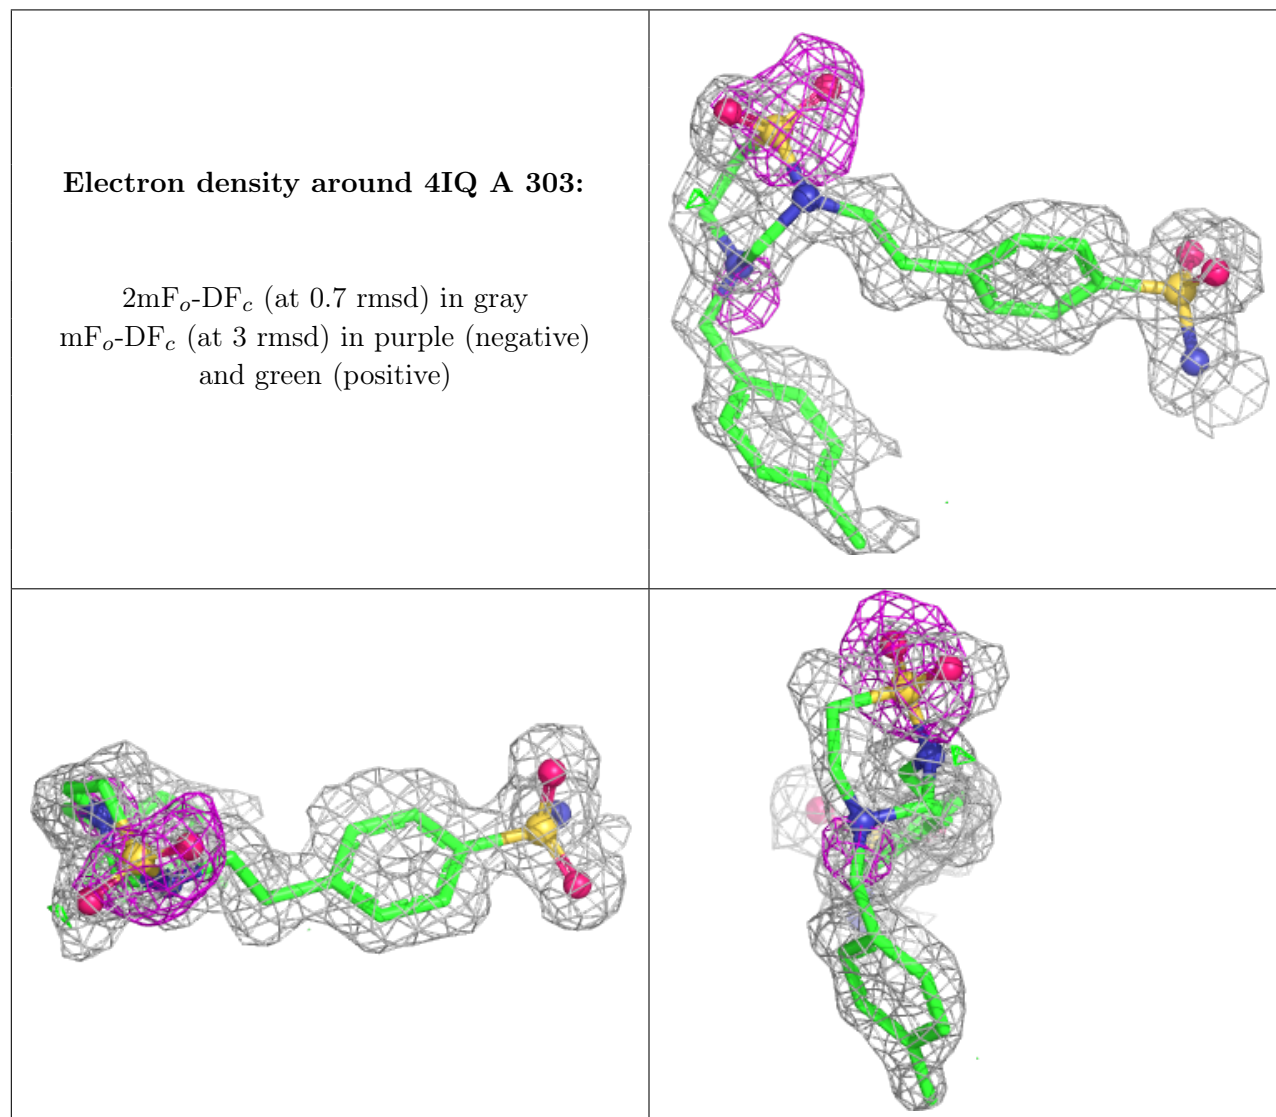 Electron density around 4IQ A 303:
2mFo-DFc (at 0.7 rmsd) in gray
mFo-DFc (at 3 rmsd) in purple (negative)
and green (positive)